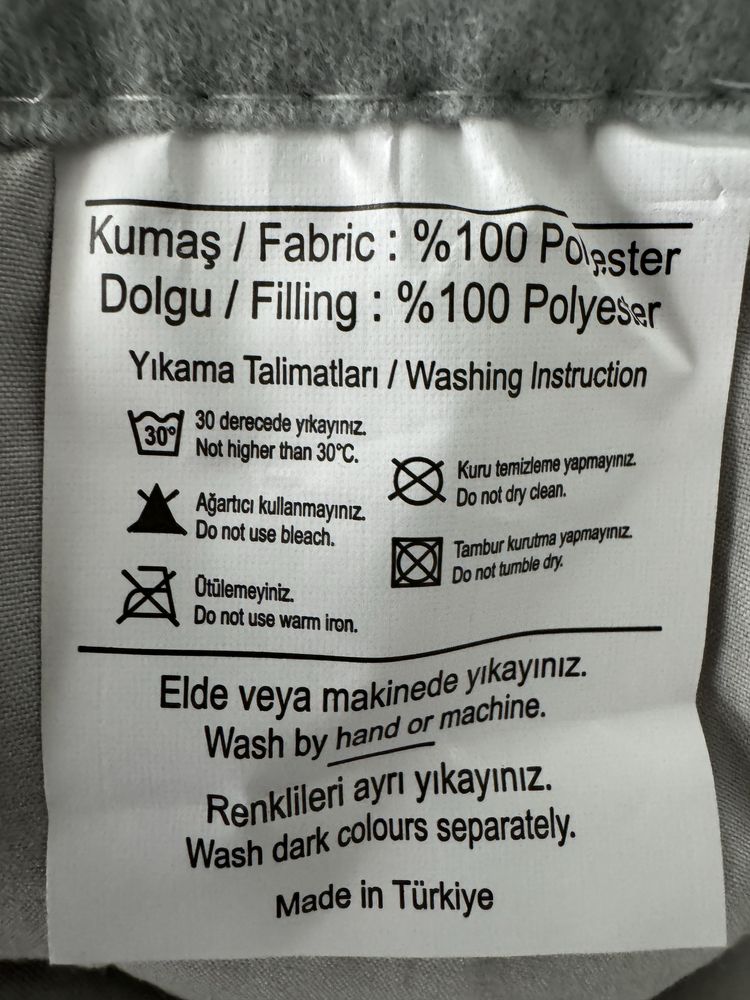 Kumaş / Fabric : %100 Polyester
Dolgu / Filling : %100 Polyester
Yıkama Talimatları / Washing Instruction
30°
30 derecede yıkayınız.
Not higher than 30°C.
Ağartıcı kullanmayınız.
Do not use bleach.
Ütülemeyiniz.
Do not use warm iron.
Kuru temizleme yapmayınız.
Do not dry clean.
Tambur kurutma yapmayınız.
Do not tumble dry.
Elde veya makinede yıkayınız.
Wash by hand or machine.
Renklileri ayrı yıkayınız.
Wash dark colours separately.
Made in Türkiye